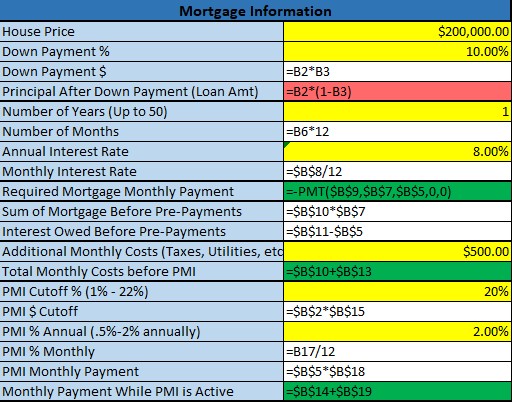 Mortgage Information
House Price $200,000.00
Down Payment % 10.00%
Down Payment $ =B2*B3
Principal After Down Payment (Loan Amt) =B2*(1-B3)
Number of Years (Up to 50) 1
Number of Months =B6*12
Annual Interest Rate 8.00%
Monthly Interest Rate =$B$8/12
Required Mortgage Monthly Payment =-PMT($B$9,$B$7,$B$5,0,0)
Sum of Mortgage Before Pre-Payments =$B$10*$B$7
Interest Owed Before Pre-Payments =$B$11-$B$5
Additional Monthly Costs (Taxes, Utilities, etc $500.00
Total Monthly Costs before PMI =$B$10+$B$13
PMI Cutoff % (1% - 22%) 20%
PMI $ Cutoff =$B$2*$B$15
PMI % Annual (.5%-2% annually) 2.00%
PMI % Monthly =B17/12
PMI Monthly Payment =$B$5*$B$18
Monthly Payment While PMI is Active =$B$14+$B$19